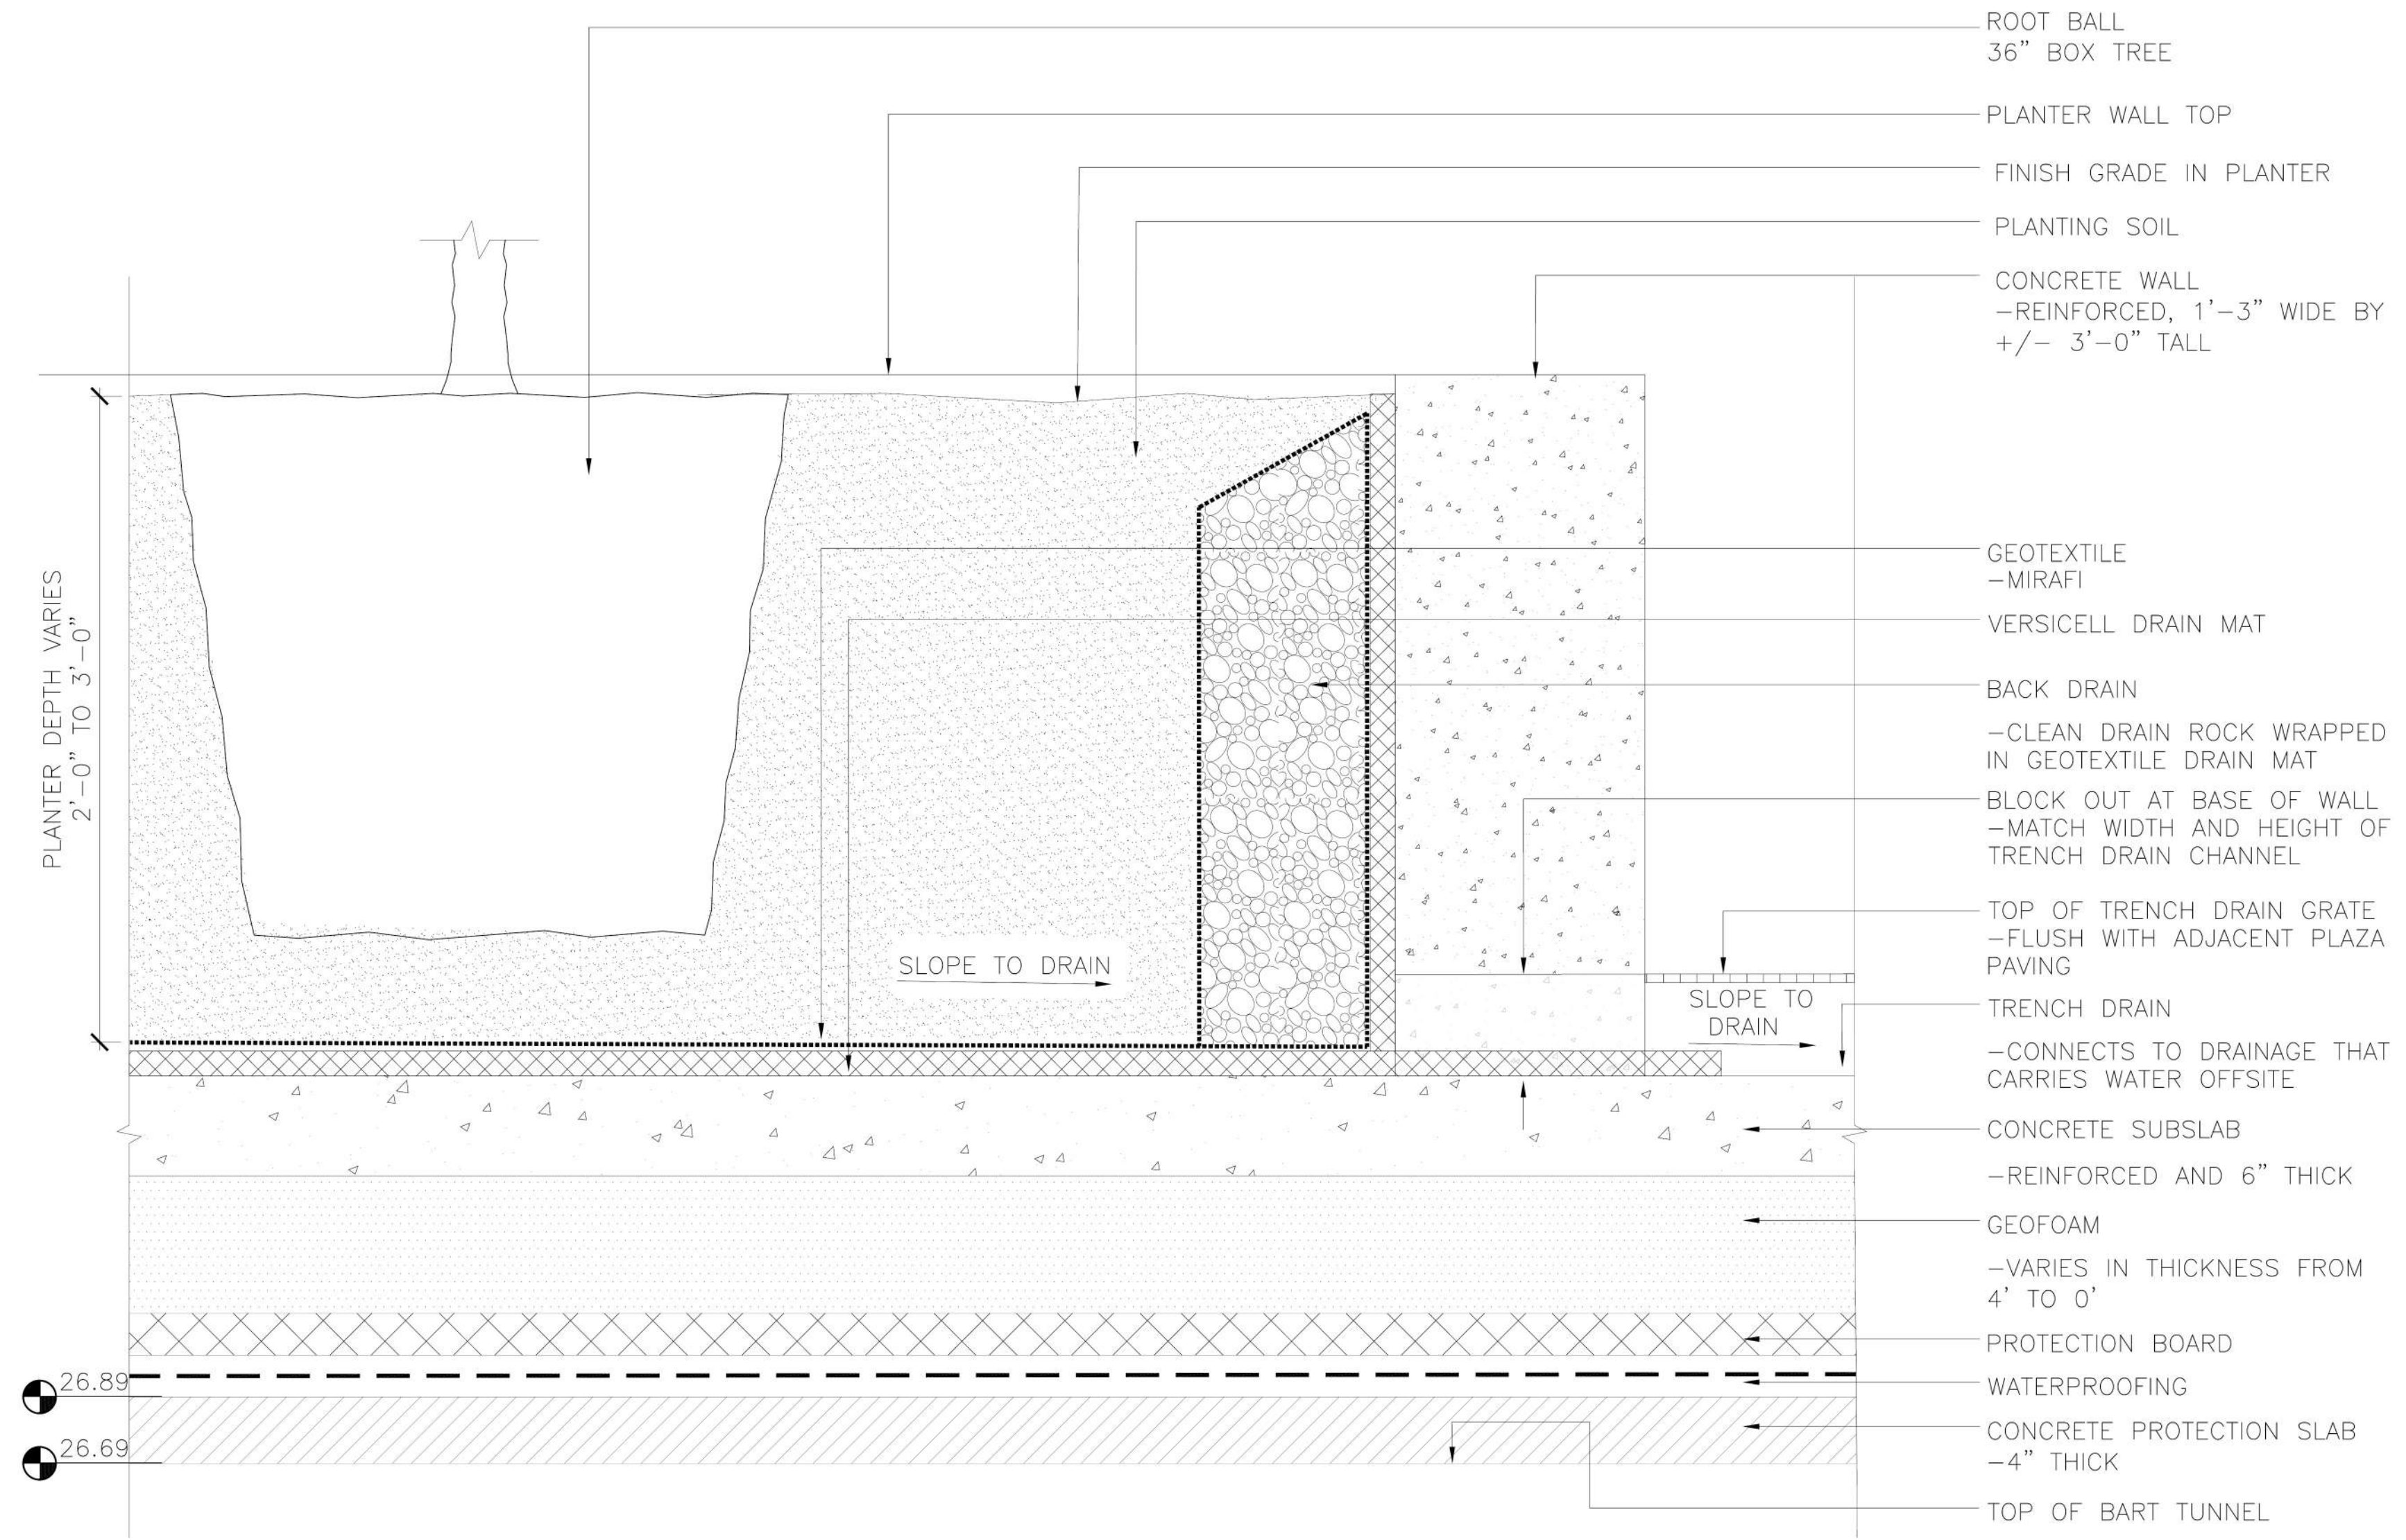 ROOT BALL
36" BOX TREE
PLANTER WALL TOP
FINISH GRADE IN PLANTER
PLANTING SOIL
CONCRETE WALL
-REINFORCED, 1'-3" WIDE BY
+/- 3'-0" TALL
GEOTEXTILE
-MIRAFI
VERSICELL DRAIN MAT
BACK DRAIN
-CLEAN DRAIN ROCK WRAPPED
IN GEOTEXTILE DRAIN MAT
BLOCK OUT AT BASE OF WALL
-MATCH WIDTH AND HEIGHT OF
TRENCH DRAIN CHANNEL
TOP OF TRENCH DRAIN GRATE
-FLUSH WITH ADJACENT PLAZA
PAVING
TRENCH DRAIN
-CONNECTS TO DRAINAGE THAT
CARRIES WATER OFFSITE
CONCRETE SUBSLAB
-REINFORCED AND 6" THICK
GEOFOAM
-VARIES IN THICKNESS FROM
4' TO 0'
PROTECTION BOARD
WATERPROOFING
CONCRETE PROTECTION SLAB
-4" THICK
TOP OF BART TUNNEL
PLANTER DEPTH VARIES
2'-0" TO 3'-0"
SLOPE TO DRAIN
SLOPE TO
DRAIN
26.89
26.69